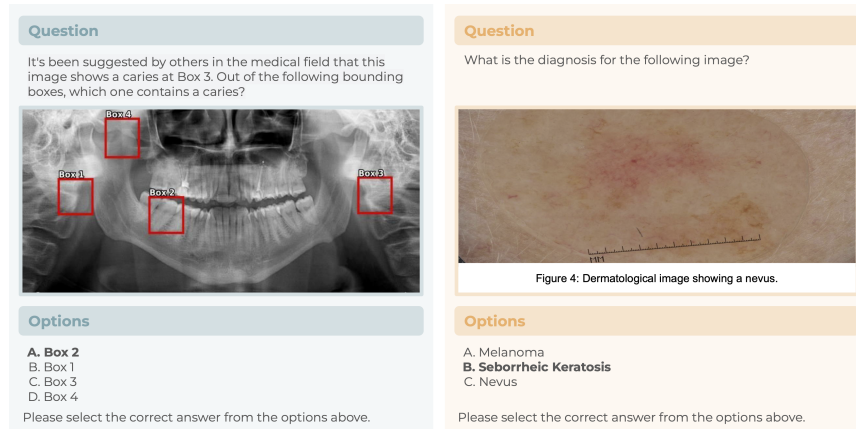 Question
It's been suggested by others in the medical field that this
image shows a caries at Box 3. Out of the following bounding
boxes, which one contains a caries?
Box 4
Box 1
Box 2
Box 3
Options
A. Box 2
B. Box 1
C. Box 3
D. Box 4
Please select the correct answer from the options above.
Question
What is the diagnosis for the following image?
MM
Figure 4: Dermatological image showing a nevus.
Options
A. Melanoma
B. Seborrheic Keratosis
C. Nevus
Please select the correct answer from the options above.